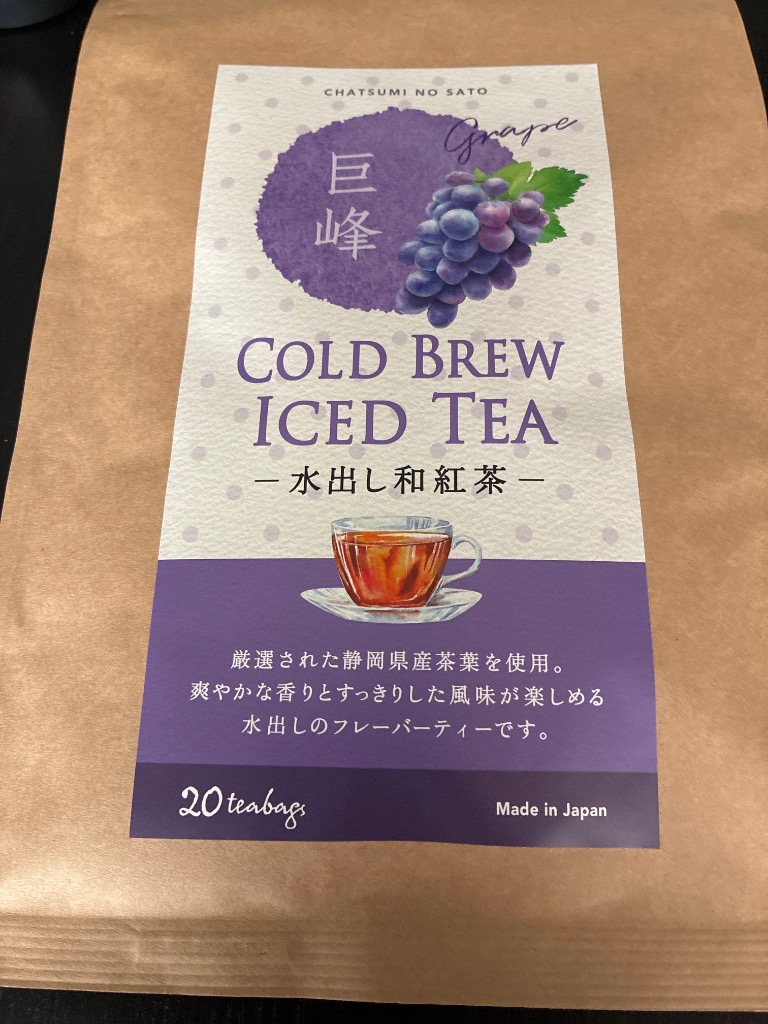 CHATSUMI NO SATO
Grape
巨
峰
COLD BREW
ICED TEA
－水出し和紅茶－
厳選された静岡県産茶葉を使用。
爽やかな香りとすっきりした風味が楽しめる
水出しのフレーバーティーです。
20 teabags
Made in Japan